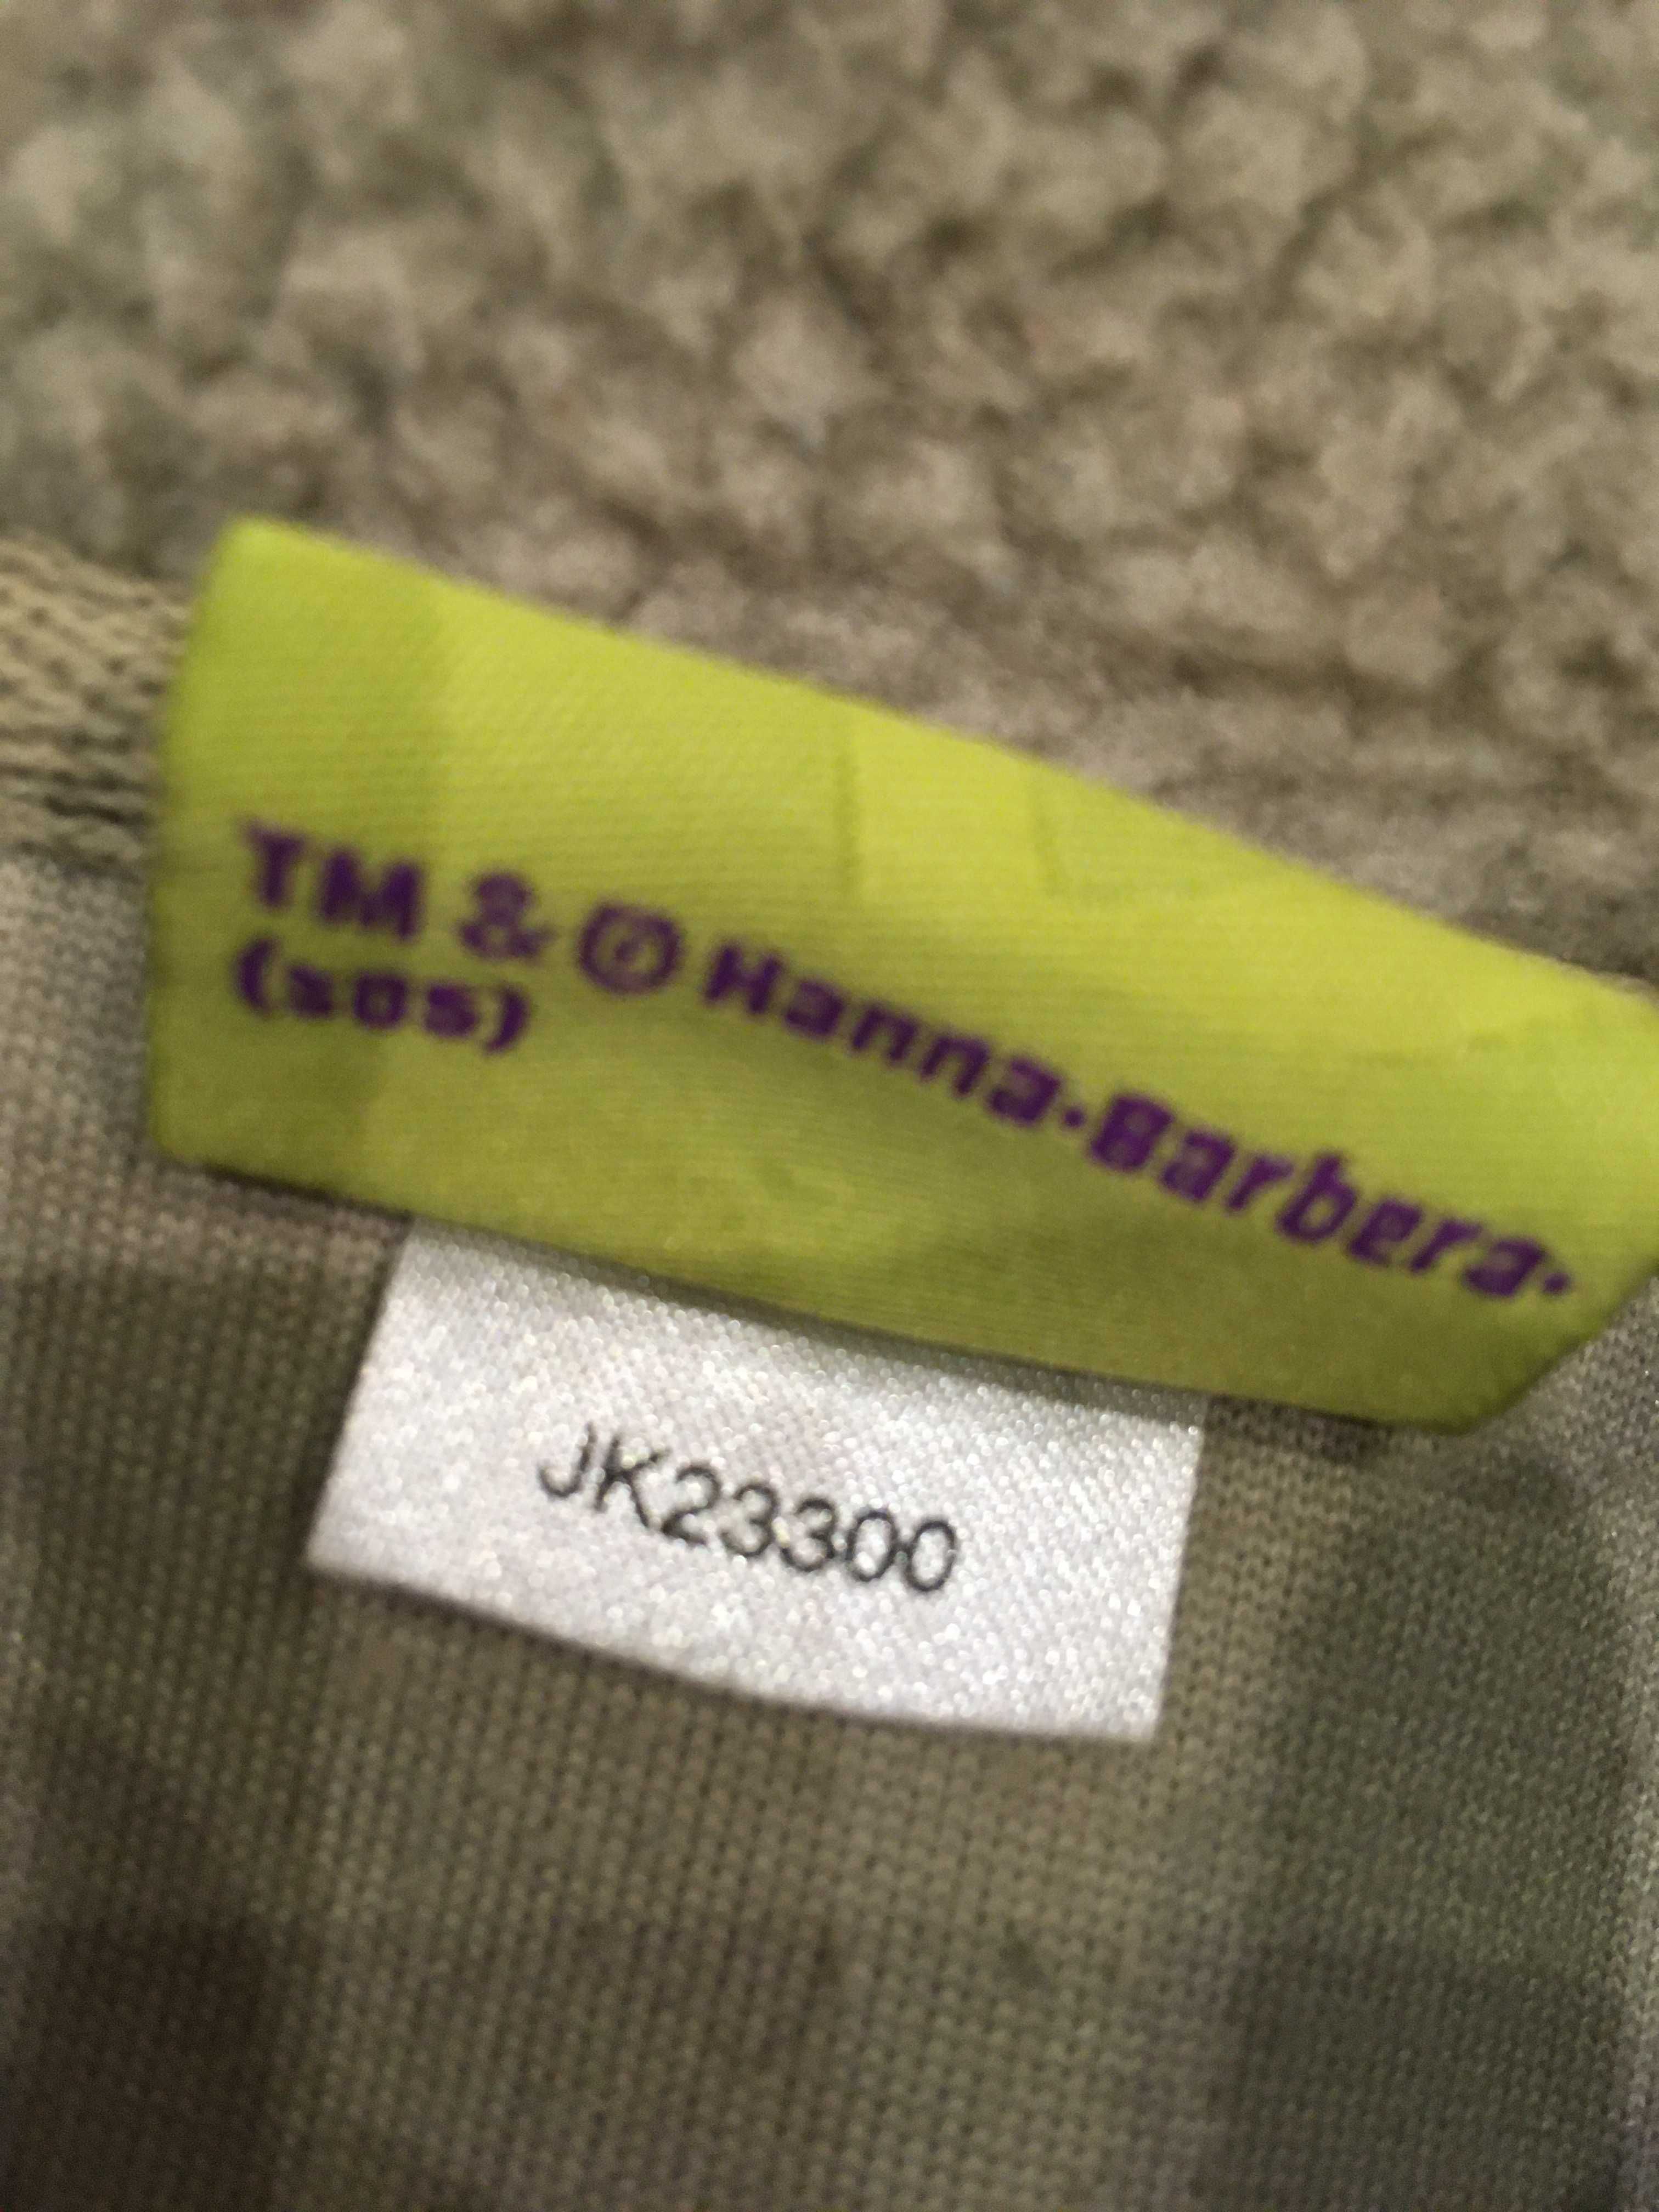 TM & © Hanna-Barbera.
(s05)
JK23300